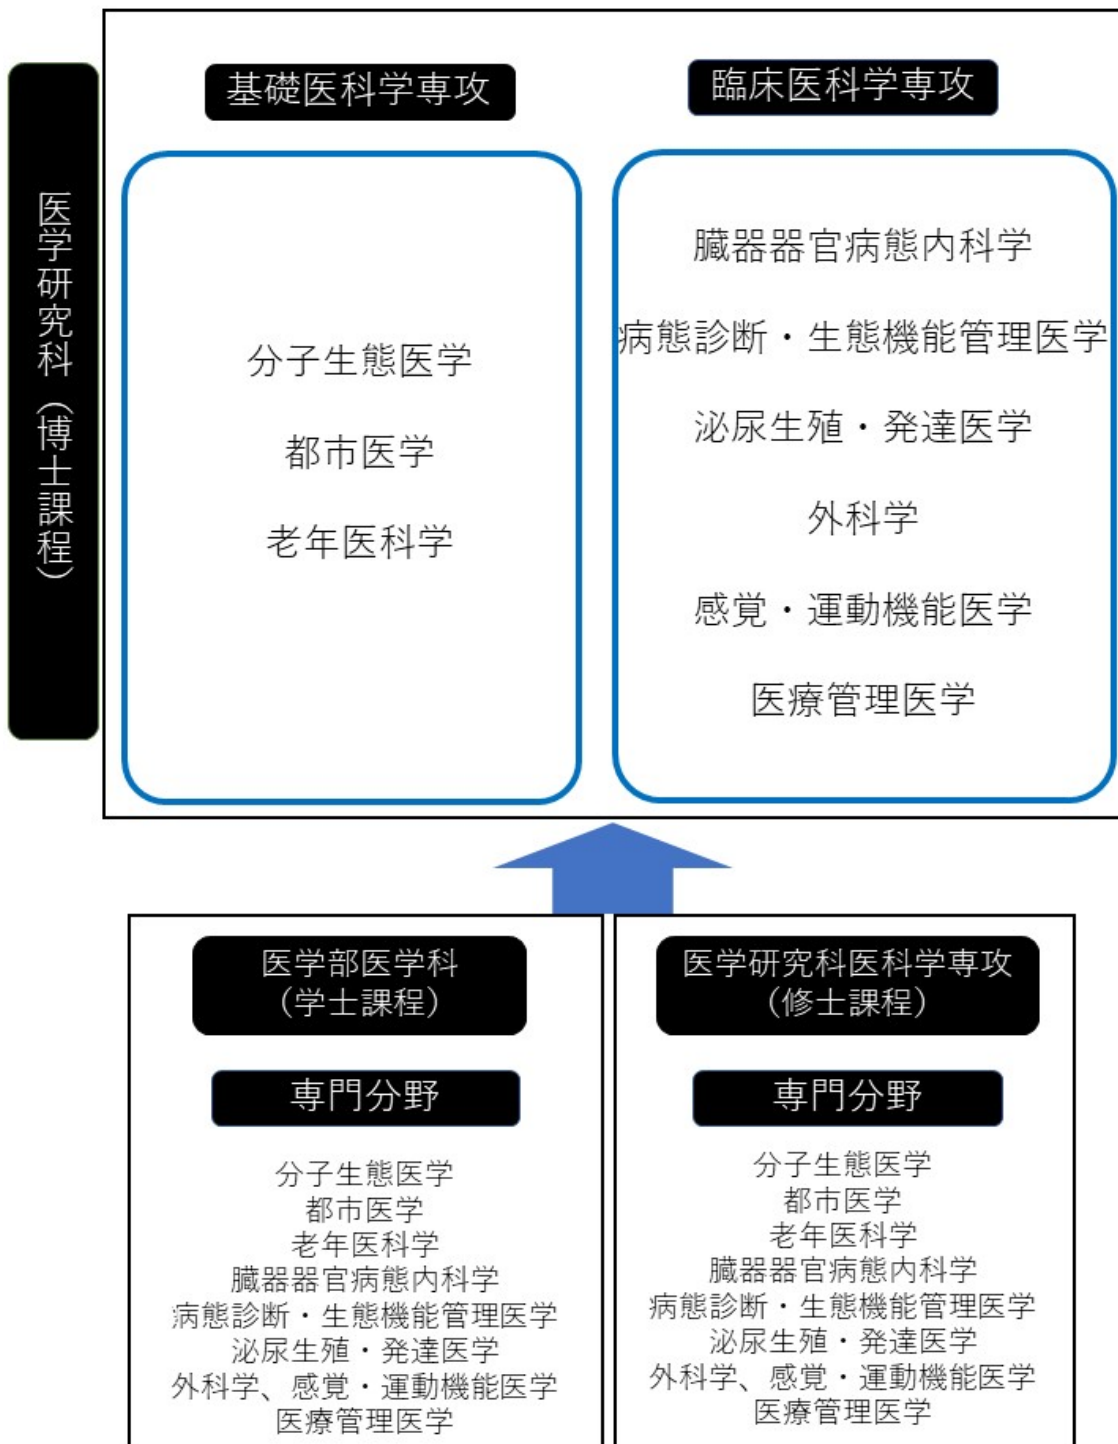 医学研究科（博士課程）
基礎医科学専攻
分子生態医学
都市医学
老年医科学
臨床医科学専攻
臓器器官病態内科学
病態診断・生態機能管理医学
泌尿生殖・発達医学
外科学
感覚・運動機能医学
医療管理医学
医学部医学科
（学士課程）
専門分野
分子生態医学
都市医学
老年医科学
臓器器官病態内科学
病態診断・生態機能管理医学
泌尿生殖・発達医学
外科学、感覚・運動機能医学
医療管理医学
医学研究科医科学専攻
（修士課程）
専門分野
分子生態医学
都市医学
老年医科学
臓器器官病態内科学
病態診断・生態機能管理医学
泌尿生殖・発達医学
外科学、感覚・運動機能医学
医療管理医学